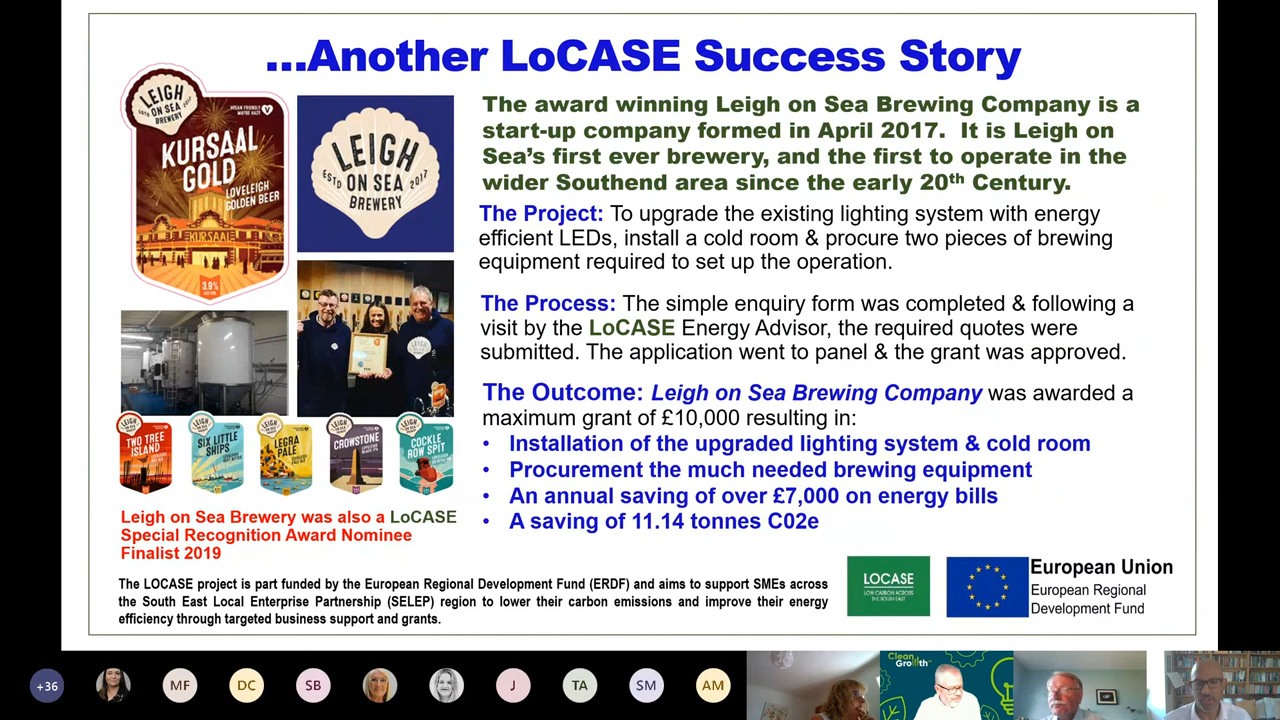 ...Another LoCASE Success Story
LEIGH
ON SEA
ESTD 2017
BREWERY
VEGAN FRIENDLY
MAYBE HAZY
KURSAAL
GOLD
LOVELEIGH
GOLDEN BEER
KURSAAL
3.9%
LEIGH
ESTD ON SEA 2017
BREWERY
LEIGH
TWO TREE
ISLAND
SIX LITTLE
SHIPS
LEGRA
PALE
CROWSTONE
COCKLE
ROW SPIT
Leigh on Sea Brewery was also a LoCASE
Special Recognition Award Nominee
Finalist 2019
The award winning Leigh on Sea Brewing Company is a
start-up company formed in April 2017. It is Leigh on
Sea's first ever brewery, and the first to operate in the
wider Southend area since the early 20th Century.
The Project: To upgrade the existing lighting system with energy
efficient LEDs, install a cold room & procure two pieces of brewing
equipment required to set up the operation.
The Process: The simple enquiry form was completed & following a
visit by the LoCASE Energy Advisor, the required quotes were
submitted. The application went to panel & the grant was approved.
The Outcome: Leigh on Sea Brewing Company was awarded a
maximum grant of £10,000 resulting in:
• Installation of the upgraded lighting system & cold room
• Procurement the much needed brewing equipment
• An annual saving of over £7,000 on energy bills
• A saving of 11.14 tonnes C02e
The LOCASE project is part funded by the European Regional Development Fund (ERDF) and aims to support SMEs across
the South East Local Enterprise Partnership (SELEP) region to lower their carbon emissions and improve their energy
efficiency through targeted business support and grants.
LOCASE
LOW CARBON ACROSS
THE SOUTH EAST
European Union
European Regional
Development Fund
+36
MF
DC
SB
J
TA
SM
AM
Clean
Growth